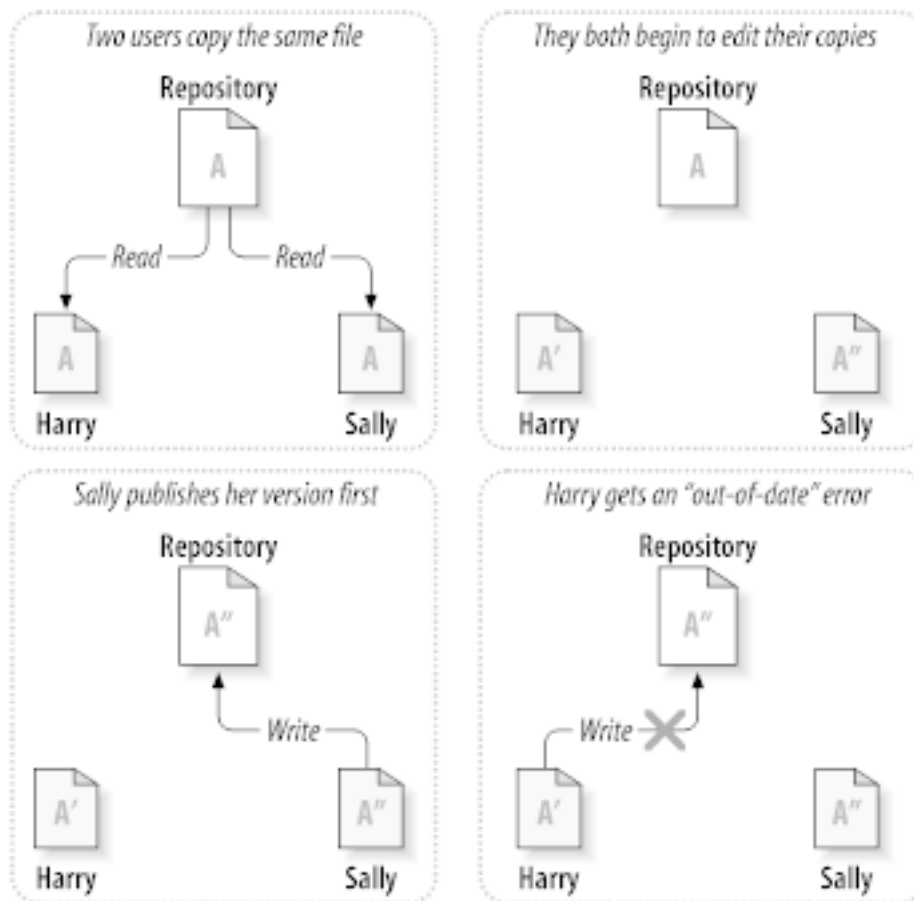 Two users copy the same file
Repository
A
Read
Read
A
A
Harry
Sally
They both begin to edit their copies
Repository
A
A′
A″
Harry
Sally
Sally publishes her version first
Repository
A″
Write
A′
A″
Harry
Sally
Harry gets an “out-of-date” error
Repository
A″
Write
A′
A″
Harry
Sally